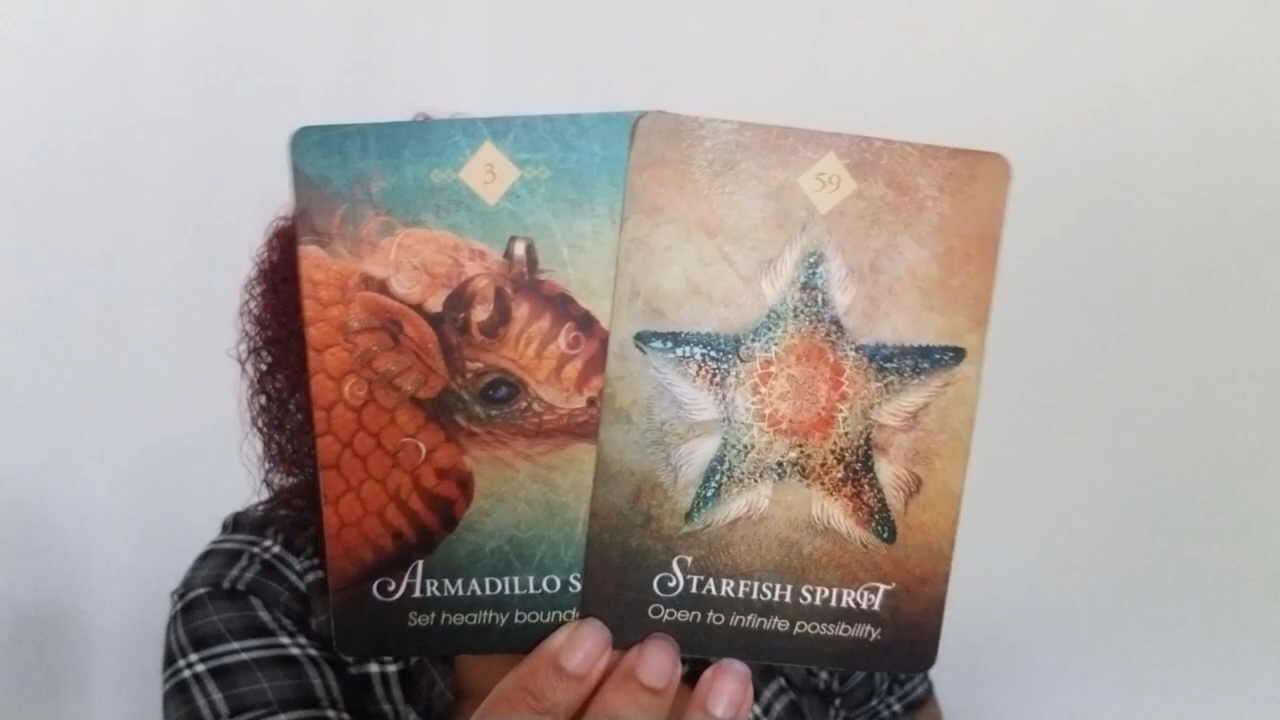 3
ARMADILLO S
Set healthy bound
59
STARFISH SPIRIT
Open to infinite possibility.